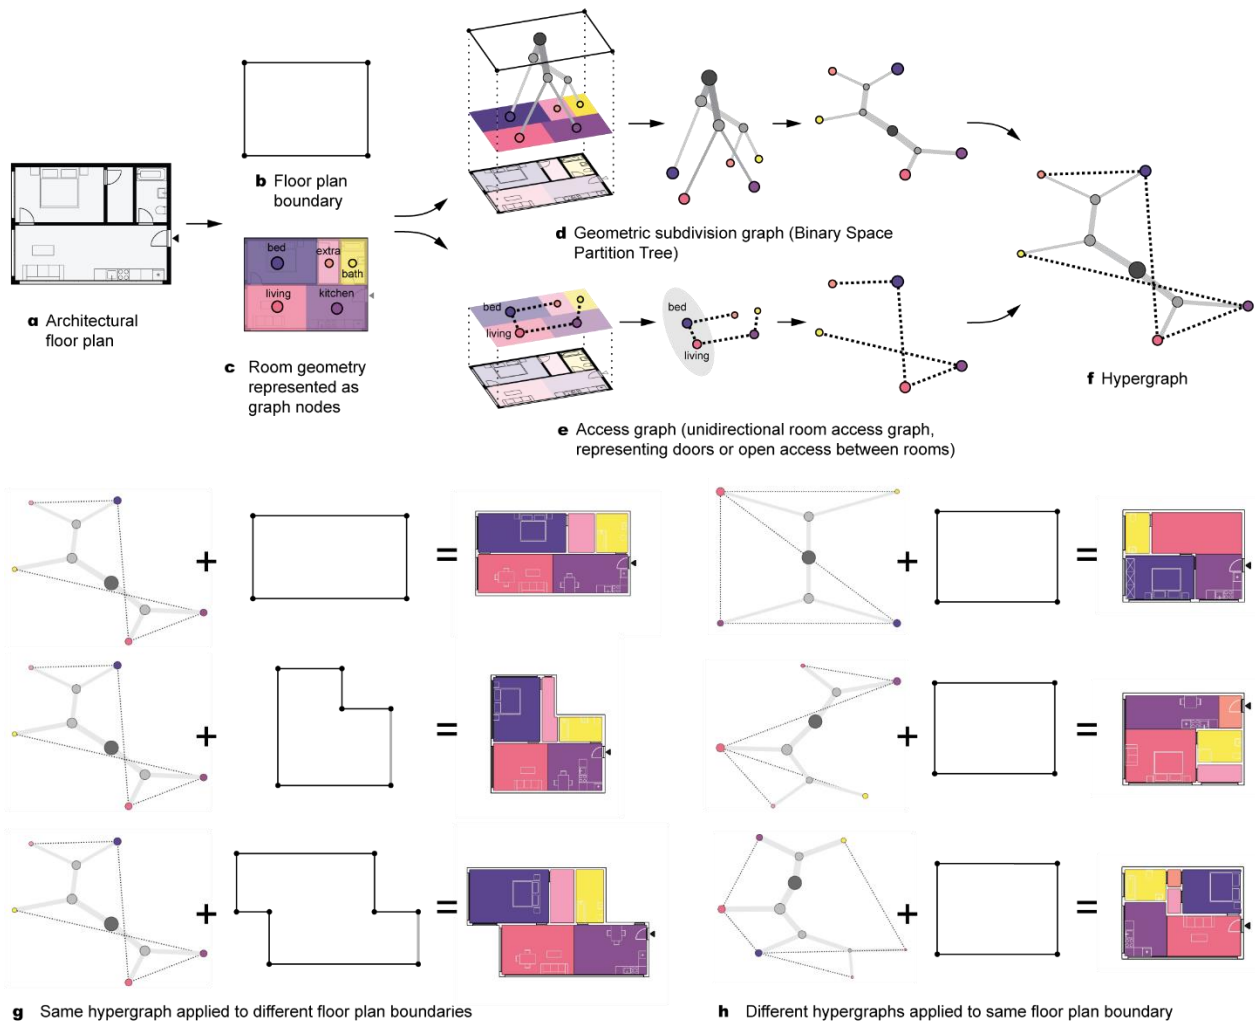 a Architectural
floor plan
b Floor plan
boundary
bed
extra
bath
living
kitchen
c Room geometry
represented as
graph nodes
d Geometric subdivision graph (Binary Space
Partition Tree)
bed
living
bed
living
e Access graph (unidirectional room access graph,
representing doors or open access between rooms)
f Hypergraph
+
=
+
=
+
=
+
=
+
=
+
=
g Same hypergraph applied to different floor plan boundaries
h Different hypergraphs applied to same floor plan boundary